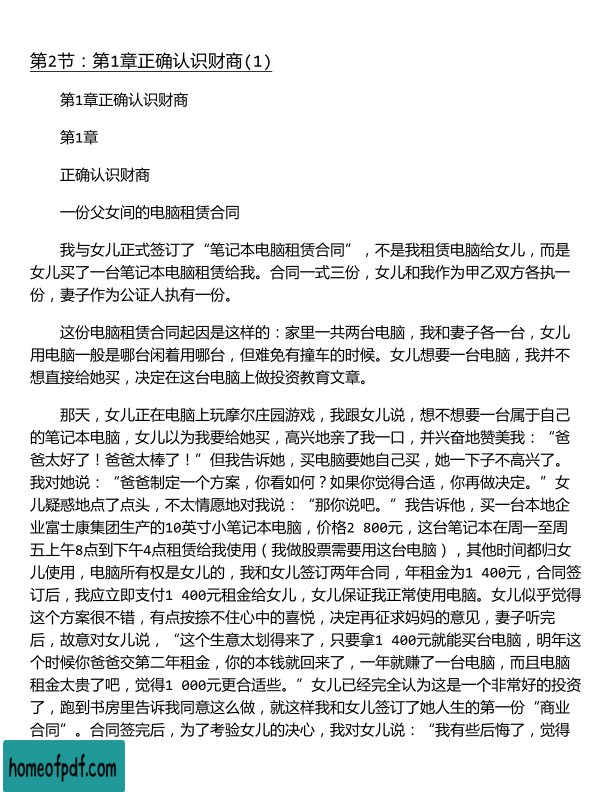 第2节：第1章正确认识财商(1)
第1章正确认识财商
第1章
正确认识财商
一份父女间的电脑租赁合同
我与女儿正式签订了“笔记本电脑租赁合同”，不是我租赁电脑给女儿，而是
女儿买了一台笔记本电脑租赁给我。合同一式三份，女儿和我作为甲乙双方各执一
份，妻子作为公证人执有一份。
这份电脑租赁合同起因是这样的：家里一共两台电脑，我和妻子各一台，女儿
用电脑一般是哪台闲着用哪台，但难免有撞车的时候。女儿想要一台电脑，我并不
想直接给她买，决定在这台电脑上做投资教育文章。
那天，女儿正在电脑上玩摩尔庄园游戏，我跟女儿说，想不想要一台属于自己
的笔记本电脑，女儿以为我要给她买，高兴地亲了我一口，并兴奋地赞美我：“爸
爸太好了！爸爸太棒了！”但我告诉她，买电脑要她自己买，她一下子不高兴了。
我对她说：“爸爸制定一个方案，你看如何？如果你觉得合适，你再做决定。”女
儿疑惑地点了点头，不太情愿地对我说：“那你说吧。”我告诉他，买一台本地企
业富士康集团生产的10英寸小笔记本电脑，价格2 800元，这台笔记本在周一至周
五上午8点到下午4点租赁给我使用（我做股票需要用这台电脑），其他时间都归女
儿使用，电脑所有权是女儿的，我和女儿签订两年合同，年租金为1 400元，合同签
订后，我应立即支付1 400元租金给女儿，女儿保证我正常使用电脑。女儿似乎觉得
这个方案很不错，有点按捺不住心中的喜悦，决定再征求妈妈的意见，妻子听完
后，故意对女儿说，“这个生意太划得来了，只要拿1 400元就能买台电脑，明年这
个时候你爸爸交第二年租金，你的本钱就回来了，一年就赚了一台电脑，而且电脑
租金太贵了吧，觉得1 000元更合适些。”女儿已经完全认为这是一个非常好的投资
了，跑到书房里告诉我同意这么做，就这样我和女儿签订了她人生的第一份“商业
合同”。合同签完后，为了考验女儿的决心，我对女儿说：“我有些后悔了，觉得
homeofpdf.com